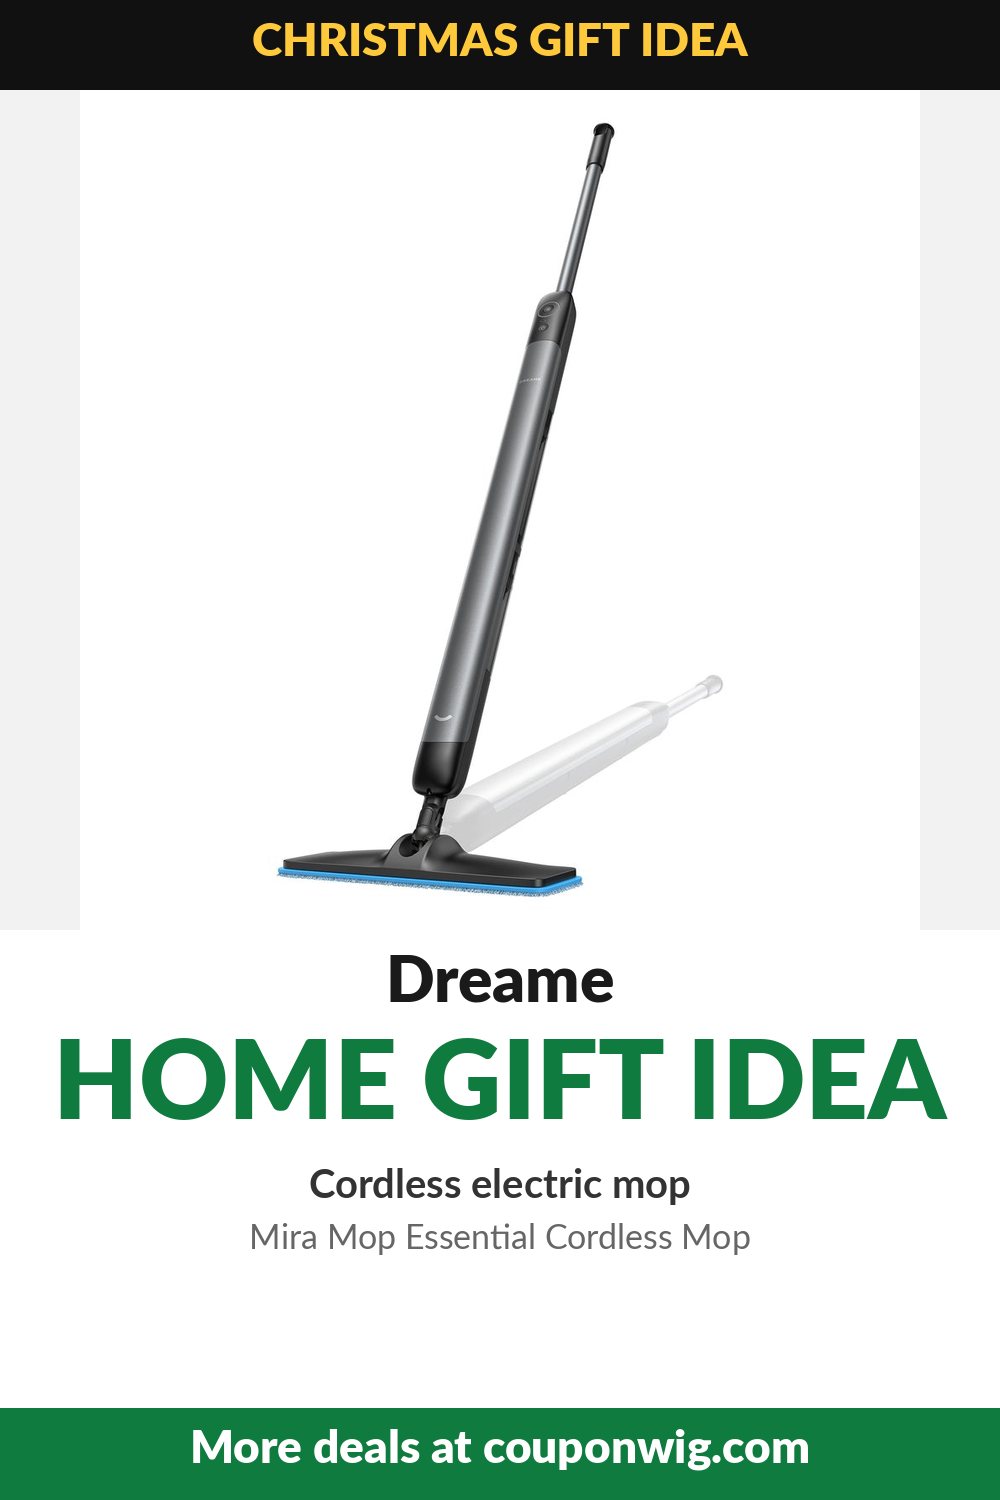 CHRISTMAS GIFT IDEA
Dreame
HOME GIFT IDEA
Cordless electric mop
Mira Mop Essential Cordless Mop
More deals at couponwig.com